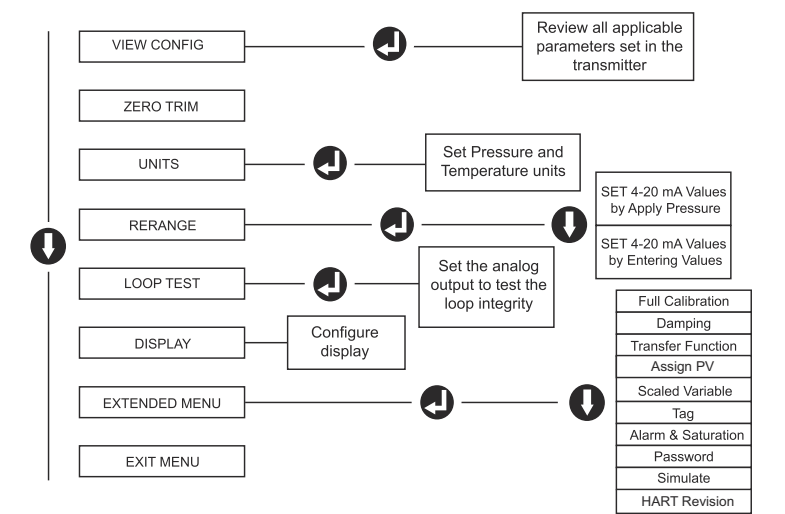 VIEW CONFIG
Review all applicable
parameters set in the
transmitter
ZERO TRIM
UNITS
Set Pressure and
Temperature units
RERANGE
SET 4-20 mA Values
by Apply Pressure
SET 4-20 mA Values
by Entering Values
LOOP TEST
Set the analog
output to test the
loop integrity
DISPLAY
Configure
display
EXTENDED MENU
Full Calibration
Damping
Transfer Function
Assign PV
Scaled Variable
Tag
Alarm & Saturation
Password
Simulate
HART Revision
EXIT MENU